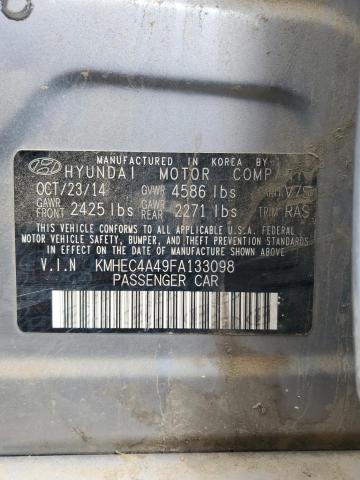 MANUFACTURED IN KOREA BY
HYUNDAI MOTOR COMP
OCT/23/14 GVWR 4586 lbs
GAWR FRONT 2425 lbs GAWR REAR 2271 lbs TRIM RAS
THIS VEHICLE CONFORMS TO ALL APPLICABLE U.S.A. FEDERAL
MOTOR VEHICLE SAFETY, BUMPER, AND THEFT PREVENTION
STANDARDS IN EFFECT ON THE DATE OF MANUFACTURE SHOWN ABOVE.
V.I.N KMHEC4A49FA133098
PASSENGER CAR